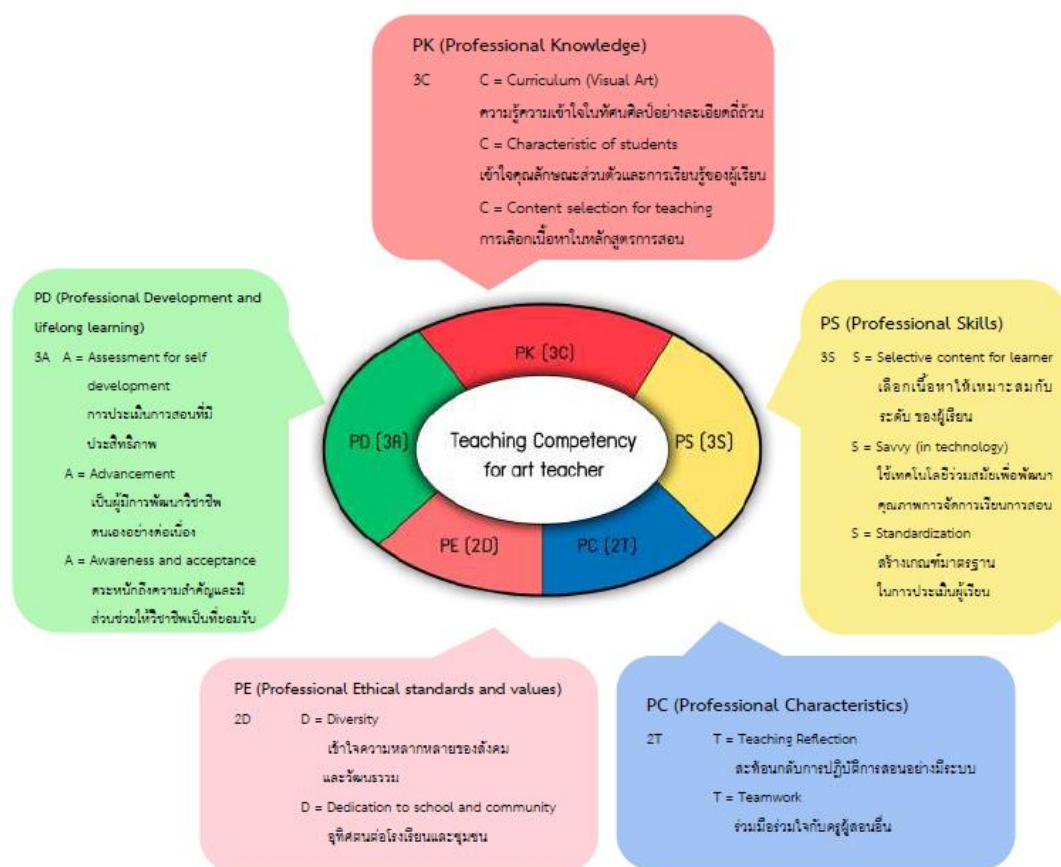 PK (Professional Knowledge)
3C C = Curriculum (Visual Art)
ความรู้ความเข้าใจในทัศนศิลป์อย่างละเอียดถี่ถ้วน
C = Characteristic of students
เข้าใจคุณลักษณะส่วนตัวและการเรียนรู้ของผู้เรียน
C = Content selection for teaching
การเลือกเนื้อหาในหลักสูตรการสอน
PD (Professional Development and
lifelong learning)
3A A = Assessment for self
development
การประเมินการสอนที่มี
ประสิทธิภาพ
A = Advancement
เป็นผู้มีการพัฒนาวิชาชีพ
ตนเองอย่างต่อเนื่อง
A = Awareness and acceptance
ตระหนักถึงความสำคัญและมี
ส่วนช่วยให้วิชาชีพเป็นที่ยอมรับ
PK (3C)
PD (3A)
Teaching Competency
for art teacher
PS (3S)
PE (2D)
PC (2T)
PS (Professional Skills)
3S S = Selective content for learner
เลือกเนื้อหาให้เหมาะสมกับ
ระดับ ของผู้เรียน
S = Savvy (in technology)
ใช้เทคโนโลยีร่วมสมัยเพื่อพัฒนา
คุณภาพการจัดการเรียนการสอน
S = Standardization
สร้างเกณฑ์มาตรฐาน
ในการประเมินผู้เรียน
PE (Professional Ethical standards and values)
2D D = Diversity
เข้าใจความหลากหลายของสังคม
และวัฒนธรรม
D = Dedication to school and community
อุทิศตนต่อโรงเรียนและชุมชน
PC (Professional Characteristics)
2T T = Teaching Reflection
สะท้อนกลับการปฏิบัติการสอนอย่างมีระบบ
T = Teamwork
ร่วมมือร่วมใจกับครูผู้สอนอื่น